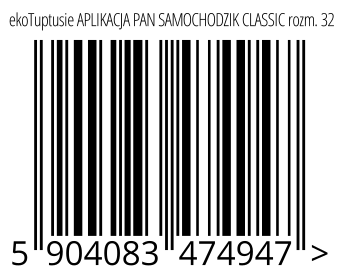 ekoTuptusie APLIKACJA PAN SAMOCHODZIK CLASSIC rozm. 32
5 904083 474947 >